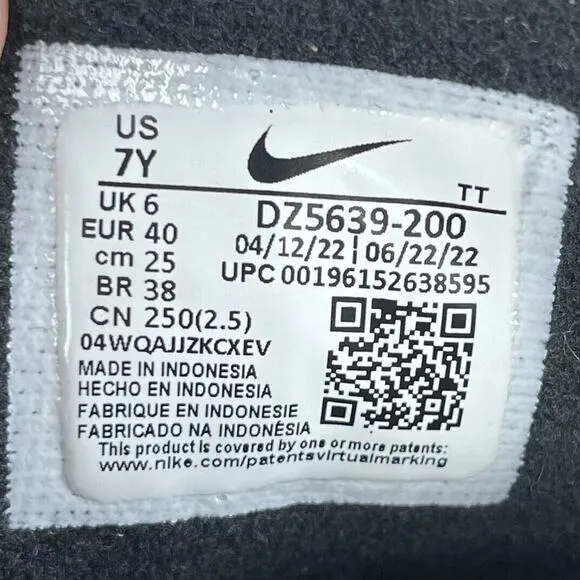 US
7Y
TT
UK 6
EUR 40
cm 25
BR 38
CN 250(2.5)
DZ5639-200
04/12/22 | 06/22/22
UPC 00196152638595
04WQAJJZKCXEV
MADE IN INDONESIA
HECHO EN INDONESIA
FABRIQUE EN INDONESIE
FABRICADO NA INDONÉSIA
This product is covered by one or more patents:
www.nike.com/patentsvirtualmarking